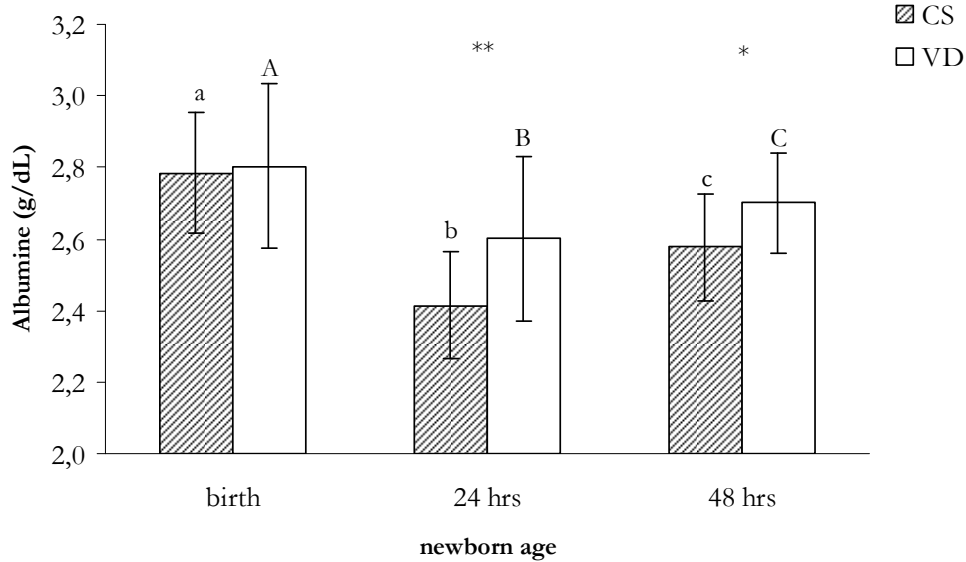 3,2
3,0
2,8
2,6
2,4
2,2
2,0
Albumine (g/dL)
CS
VD
**
*
a
A
b
B
c
C
birth
24 hrs
48 hrs
newborn age